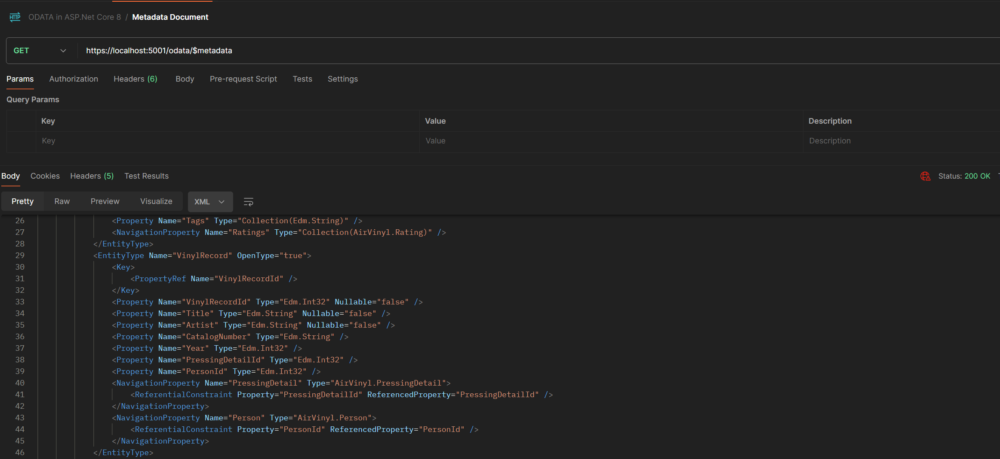 HTTP ODATA in ASP.Net Core 8 / Metadata Document
GET https://localhost:5001/odata/$metadata
Params Authorization Headers (6) Body Pre-request Script Tests Settings
Query Params
Key Value Description
Key Value Description
Body Cookies Headers (5) Test Results Status: 200 OK
Pretty Raw Preview Visualize XML
26 <Property Name="Tags" Type="Collection(Edm.String)" />
27 <NavigationProperty Name="Ratings" Type="Collection(AirVinyl.Rating)" />
28 </EntityType>
29 <EntityType Name="VinylRecord" OpenType="true">
30 <Key>
31 <PropertyRef Name="VinylRecordId" />
32 </Key>
33 <Property Name="VinylRecordId" Type="Edm.Int32" Nullable="false" />
34 <Property Name="Title" Type="Edm.String" Nullable="false" />
35 <Property Name="Artist" Type="Edm.String" Nullable="false" />
36 <Property Name="CatalogNumber" Type="Edm.String" />
37 <Property Name="Year" Type="Edm.Int32" />
38 <Property Name="PressingDetailId" Type="Edm.Int32" />
39 <Property Name="PersonId" Type="Edm.Int32" />
40 <NavigationProperty Name="PressingDetail" Type="AirVinyl.PressingDetail">
41 <ReferentialConstraint Property="PressingDetailId" ReferencedProperty="PressingDetailId" />
42 </NavigationProperty>
43 <NavigationProperty Name="Person" Type="AirVinyl.Person">
44 <ReferentialConstraint Property="PersonId" ReferencedProperty="PersonId" />
45 </NavigationProperty>
46 </EntityType>